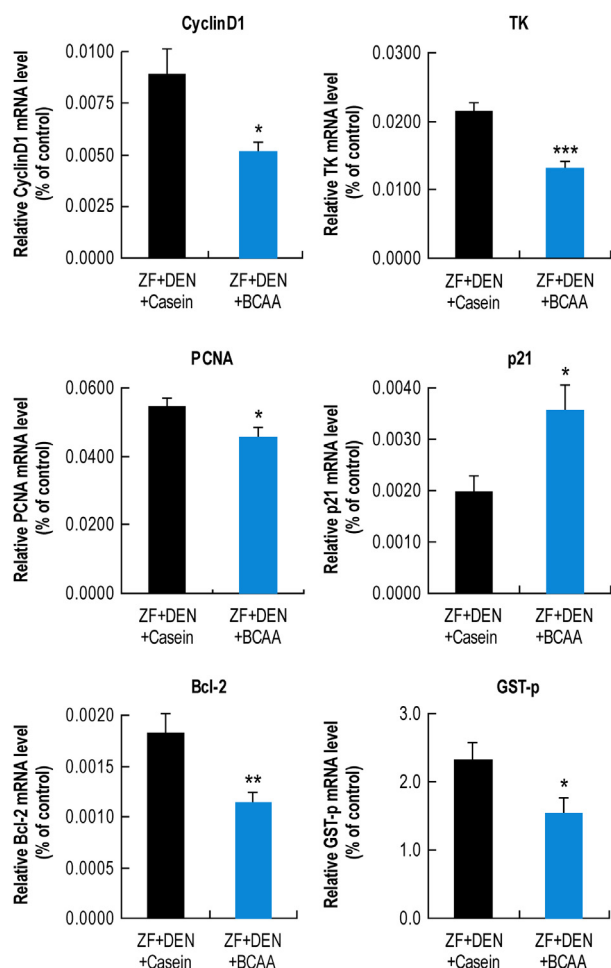 CyclinD1
Relative CyclinD1 mRNA level
(% of control)
0.0100
0.0075
0.0050
0.0025
0.0000
*
ZF+DEN
+Casein
ZF+DEN
+BCAA
TK
Relative TK mRNA level
(% of control)
0.0300
0.0200
0.0100
0.0000
***
ZF+DEN
+Casein
ZF+DEN
+BCAA
PCNA
Relative PCNA mRNA level
(% of control)
0.0600
0.0400
0.0200
0.0000
*
ZF+DEN
+Casein
ZF+DEN
+BCAA
p21
Relative p21 mRNA level
(% of control)
0.0040
0.0030
0.0020
0.0010
0.0000
*
ZF+DEN
+Casein
ZF+DEN
+BCAA
Bcl-2
Relative Bcl-2 mRNA level
(% of control)
0.0020
0.0015
0.0010
0.0005
0.0000
**
ZF+DEN
+Casein
ZF+DEN
+BCAA
GST-p
Relative GST-p mRNA level
(% of control)
3.0
2.0
1.0
0.0
*
ZF+DEN
+Casein
ZF+DEN
+BCAA